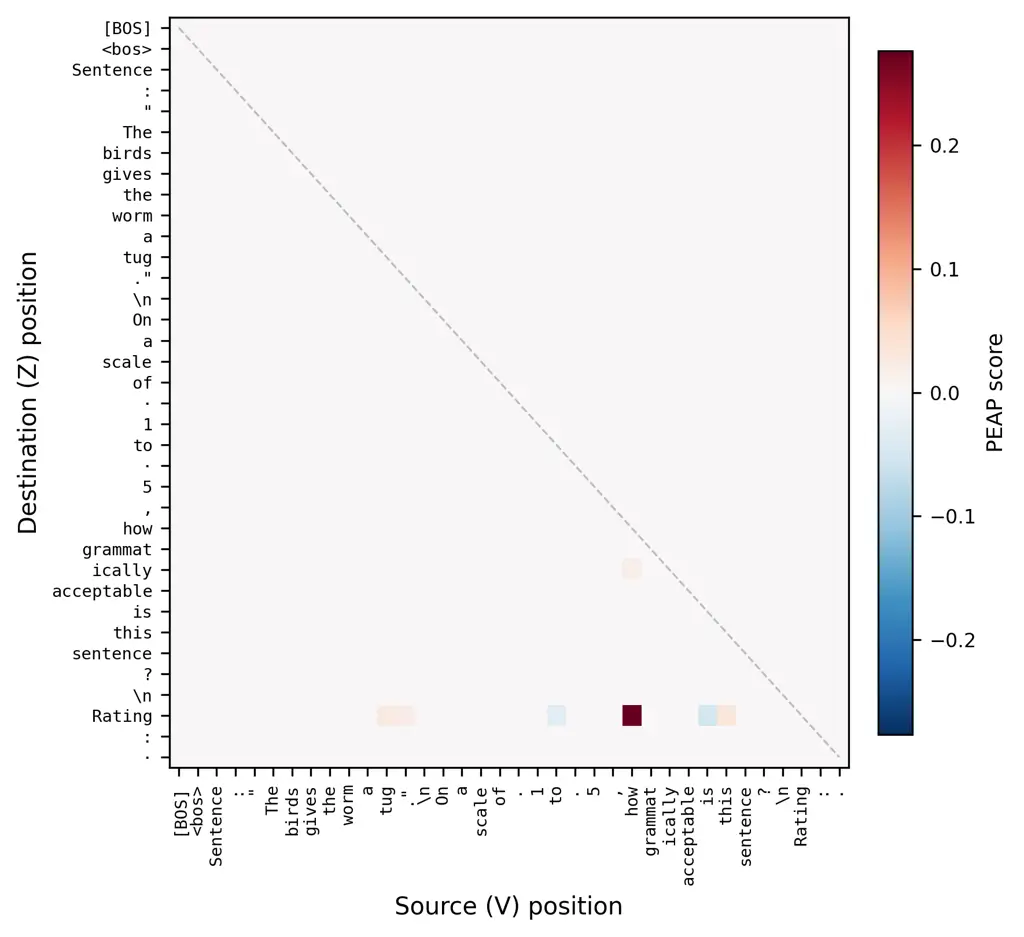 [BOS]
<bos>
Sentence
:
"
The
birds
gives
the
worm
a
tug
."
\n
On
a
scale
of
·
1
to
·
5
,
how
grammat
ically
acceptable
is
this
sentence
?
\n
Rating
:
·
Destination (Z) position
[BOS]
<bos>
Sentence
:
"
The
birds
gives
the
worm
a
tug
."
\n
On
a
scale
of
·
1
to
·
5
,
how
grammat
ically
acceptable
is
this
sentence
?
\n
Rating
:
·
Source (V) position
0.2
0.1
0.0
−0.1
−0.2
PEAP score